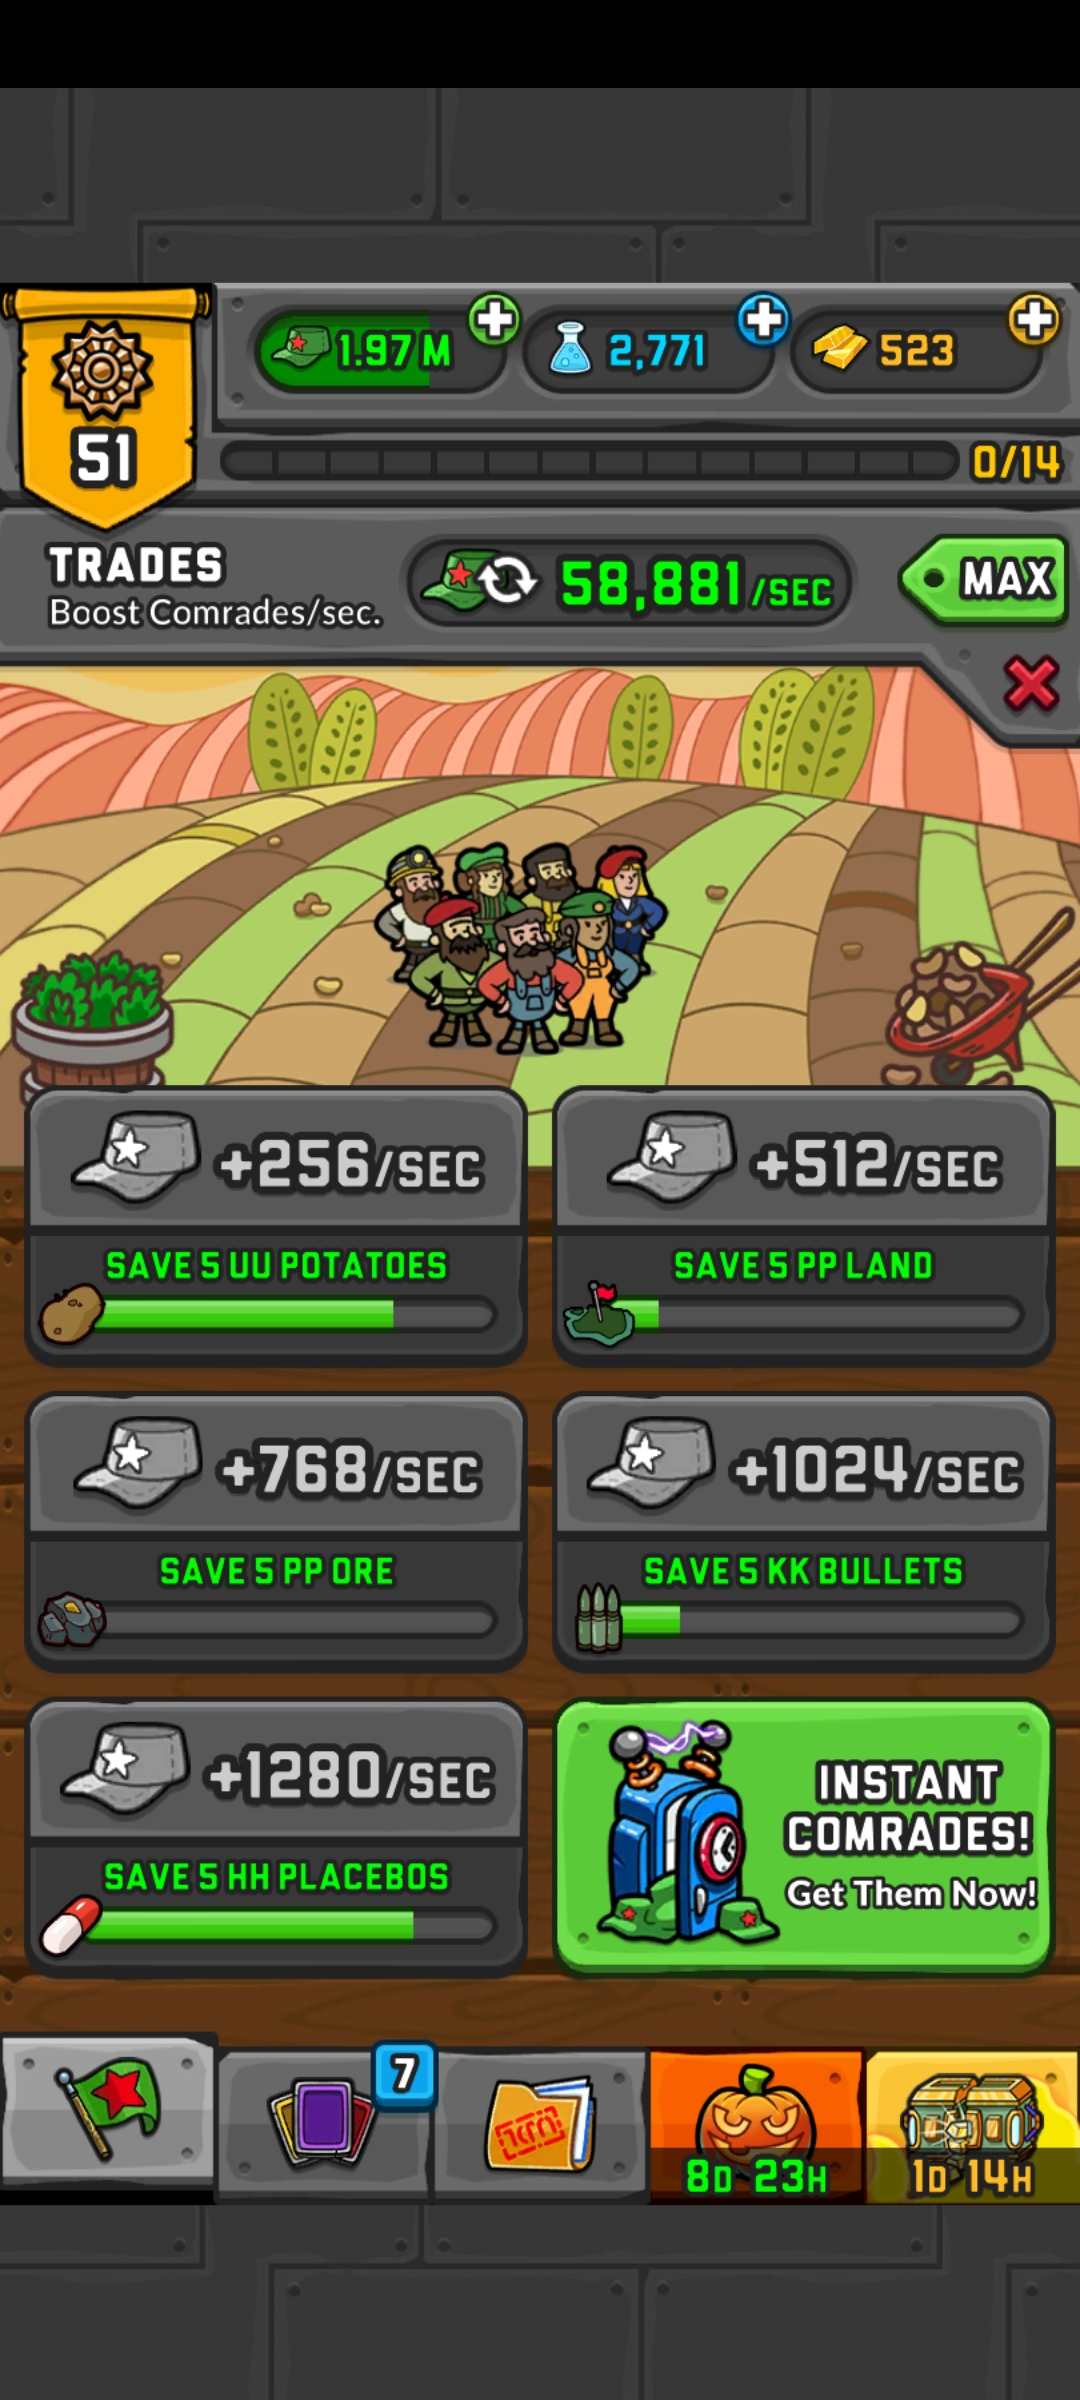 1.97 M
2,771
523
51
0/14
TRADES
Boost Comrades/sec.
58,881/SEC
MAX
+256/SEC
SAVE 5 UU POTATOES
+512/SEC
SAVE 5 PP LAND
+768/SEC
SAVE 5 PP ORE
+1024/SEC
SAVE 5 KK BULLETS
+1280/SEC
SAVE 5 HH PLACEBOS
INSTANT
COMRADES!
Get Them Now!
7
8D 23H
1D 14H